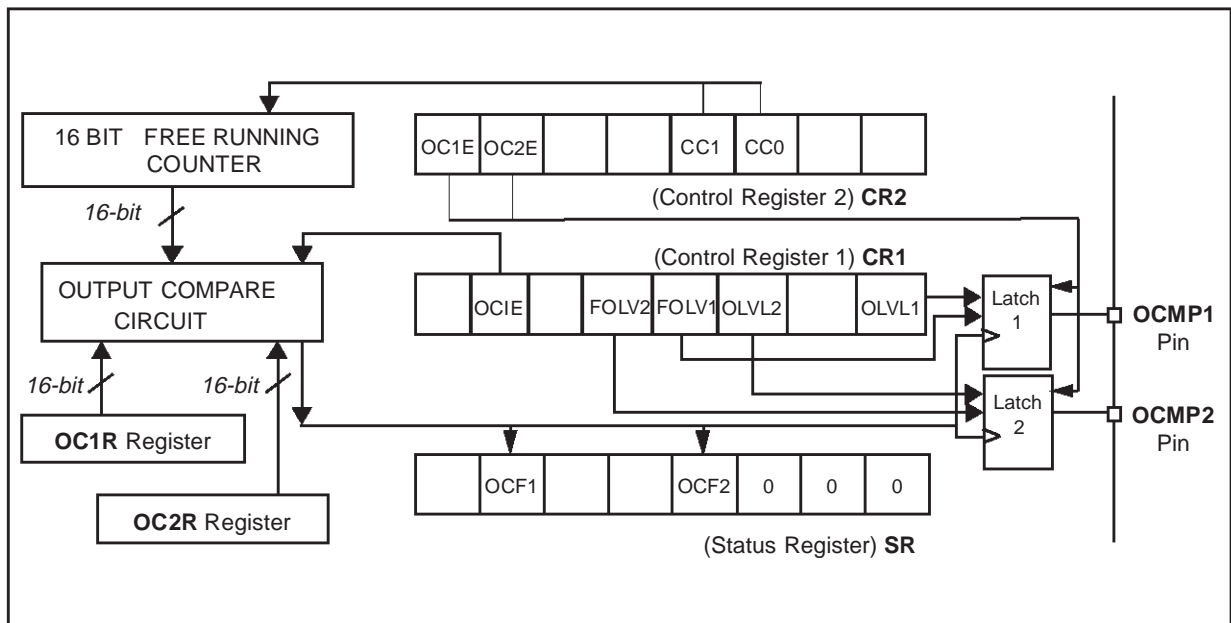 16 BIT FREE RUNNING
COUNTER
16-bit
OUTPUT COMPARE
CIRCUIT
16-bit
16-bit
OC1R Register
OC2R Register
OC1E OC2E CC1 CC0
(Control Register 2) CR2
(Control Register 1) CR1
OCIE FOLV2 FOLV1 OLVL2 OLVL1
OCF1 OCF2 0 0 0
(Status Register) SR
Latch
1
Latch
2
OCMP1
Pin
OCMP2
Pin